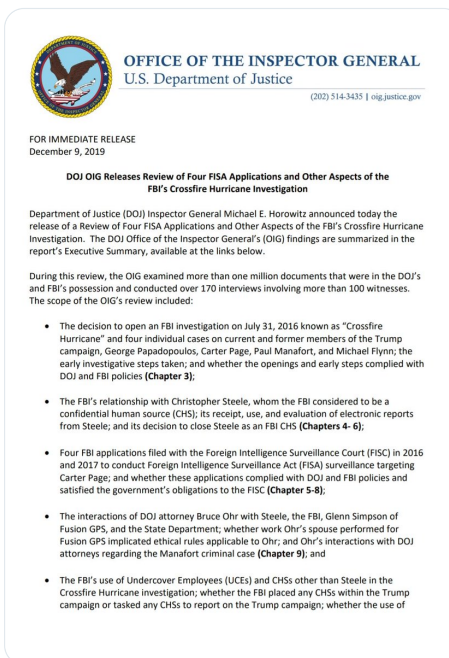 OFFICE OF THE INSPECTOR GENERAL
U.S. Department of Justice
(202) 514-3435 | oig.justice.gov
FOR IMMEDIATE RELEASE
December 9, 2019
DOJ OIG Releases Review of Four FISA Applications and Other Aspects of the
FBI's Crossfire Hurricane Investigation
Department of Justice (DOJ) Inspector General Michael E. Horowitz announced today the
release of a Review of Four FISA Applications and Other Aspects of the FBI's Crossfire Hurricane
Investigation. The DOJ Office of the Inspector General's (OIG) findings are summarized in the
report's Executive Summary, available at the links below.
During this review, the OIG examined more than one million documents that were in the DOJ's
and FBI's possession and conducted over 170 interviews involving more than 100 witnesses.
The scope of the OIG's review included:
• The decision to open an FBI investigation on July 31, 2016 known as "Crossfire
Hurricane" and four individual cases on current and former members of the Trump
campaign, George Papadopoulos, Carter Page, Paul Manafort, and Michael Flynn; the
early investigative steps taken; and whether the openings and early steps complied with
DOJ and FBI policies (Chapter 3);
• The FBI's relationship with Christopher Steele, whom the FBI considered to be a
confidential human source (CHS); its receipt, use, and evaluation of electronic reports
from Steele; and its decision to close Steele as an FBI CHS (Chapters 4- 6);
• Four FBI applications filed with the Foreign Intelligence Surveillance Court (FISC) in 2016
and 2017 to conduct Foreign Intelligence Surveillance Act (FISA) surveillance targeting
Carter Page; and whether these applications complied with DOJ and FBI policies and
satisfied the government's obligations to the FISC (Chapter 5-8);
• The interactions of DOJ attorney Bruce Ohr with Steele, the FBI, Glenn Simpson of
Fusion GPS, and the State Department; whether work Ohr's spouse performed for
Fusion GPS implicated ethical rules applicable to Ohr; and Ohr's interactions with DOJ
attorneys regarding the Manafort criminal case (Chapter 9); and
• The FBI's use of Undercover Employees (UCEs) and CHSs other than Steele in the
Crossfire Hurricane investigation; whether the FBI placed any CHSs within the Trump
campaign or tasked any CHSs to report on the Trump campaign; whether the use of